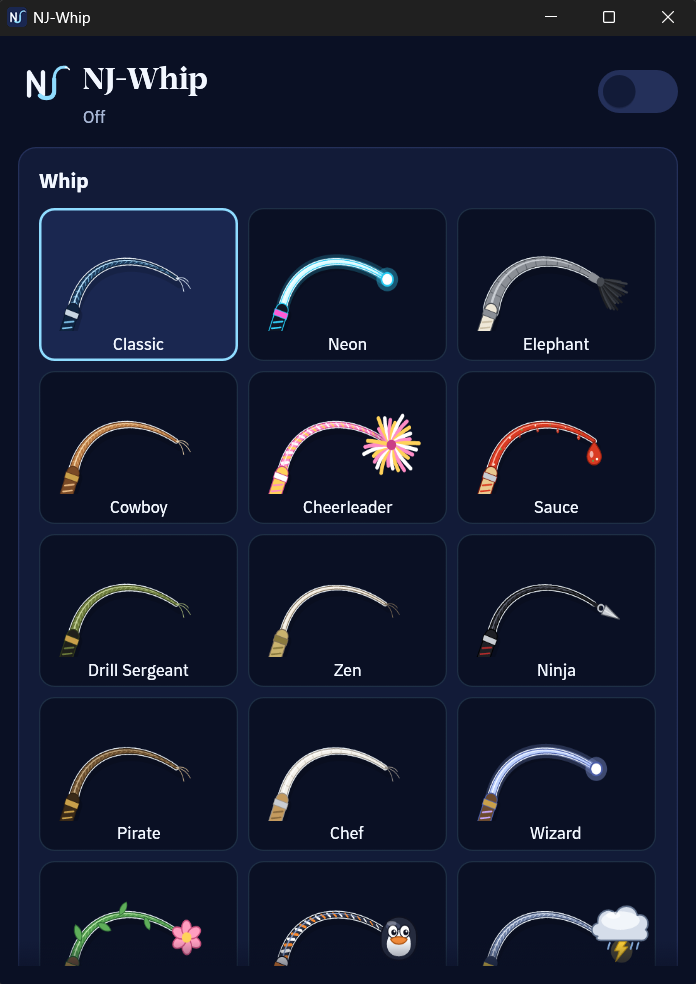 NJ-Whip
NJ NJ-Whip
Off
Whip
Classic
Neon
Elephant
Cowboy
Cheerleader
Sauce
Drill Sergeant
Zen
Ninja
Pirate
Chef
Wizard